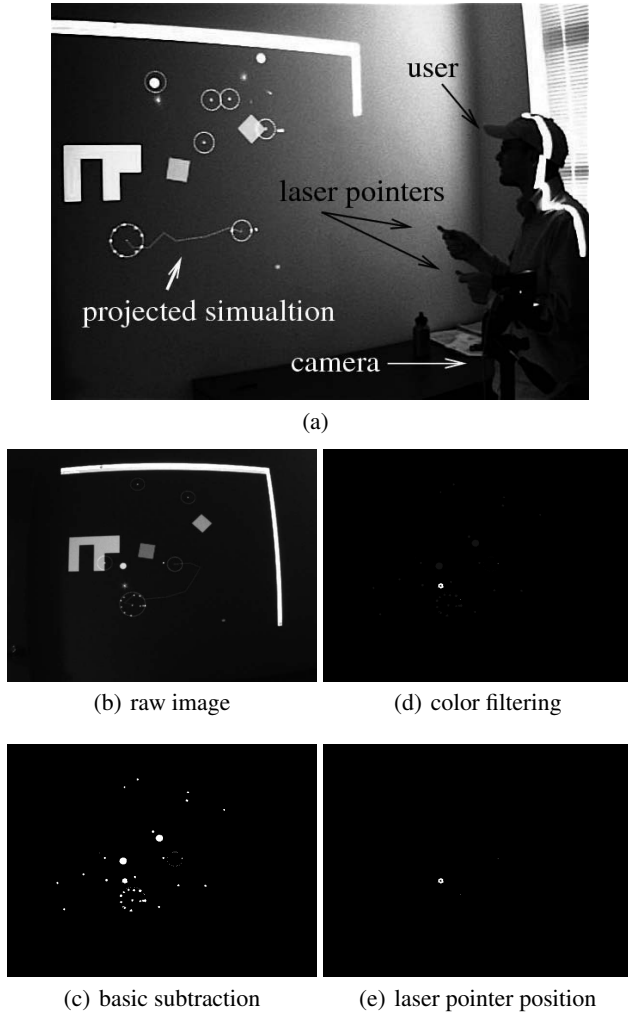 user
laser pointers
projected simualtion
camera
(a)
(b) raw image
(d) color filtering
(c) basic subtraction
(e) laser pointer position